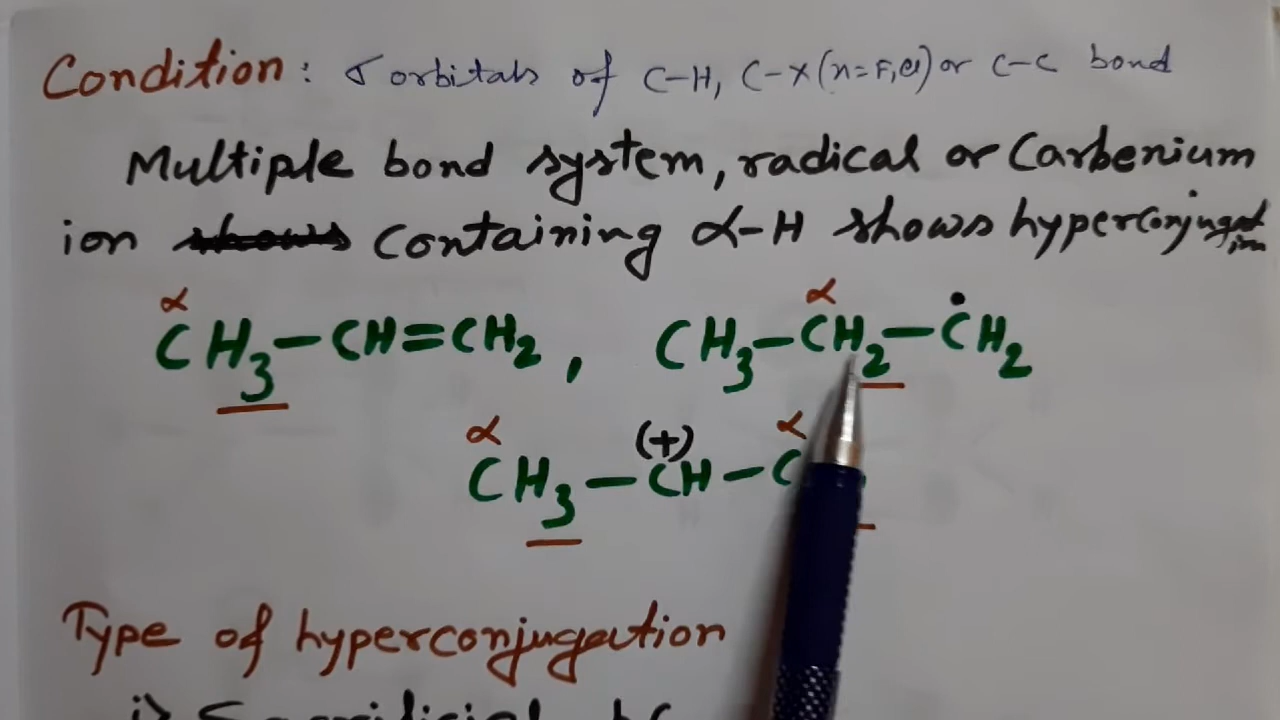 Condition: σ orbitals of C-H, C-X (n=F, Cl) or C-C bond
Multiple bond system, radical or Carbenium
ion shows containing α-H shows hyperconjugation
α α
CH3-CH=CH2, CH3-CH2-ĊH2
α (+) α
CH3-CH-C
Type of hyperconjugation
i)